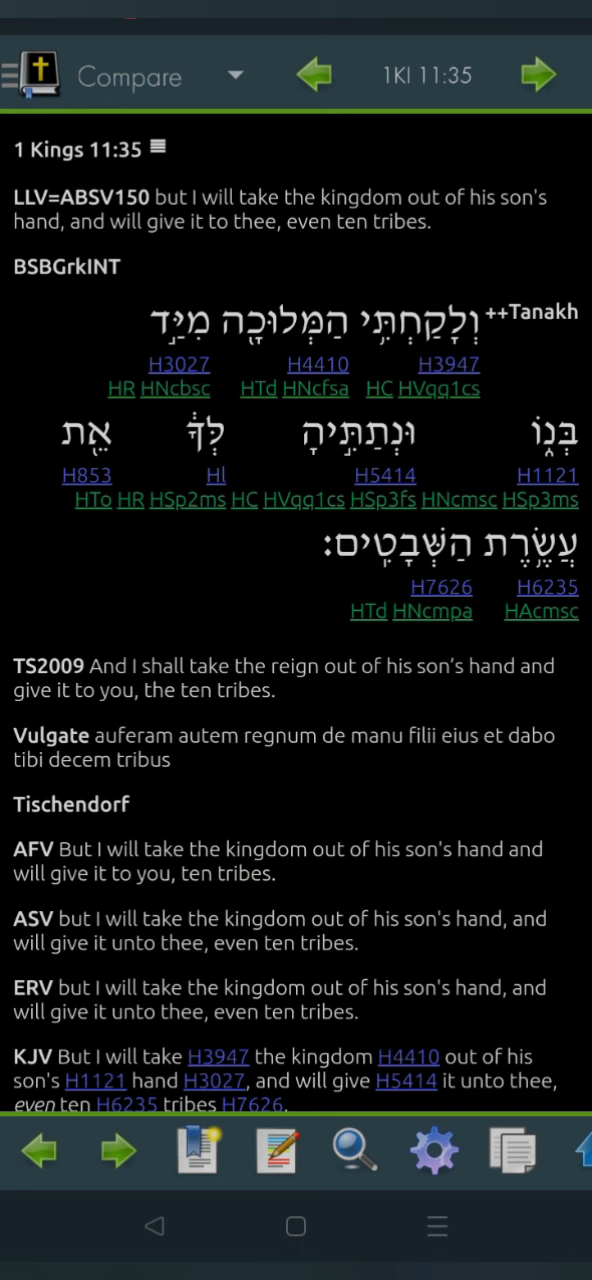 Compare
1KI 11:35
1 Kings 11:35
LLV=ABSV150 but I will take the kingdom out of his son's
hand, and will give it to thee, even ten tribes.
BSBGrkINT
++Tanakh וְלָקַחְתִּ֥י הַמְּלוּכָ֖ה מִיַּ֣ד
H3027 H4410 H3947
HR HNcbsc HTd HNcfsa HC HVqq1cs
בְּנ֑וֹ וּנְתַתִּ֣יהָ לְּךָ֔ אֵ֖ת
H853 Hl H5414 H1121
HTo HR HSp2ms HC HVqq1cs HSp3fs HNcmsc HSp3ms
עֲשֶׂ֥רֶת הַשְּׁבָטִֽים׃
H7626 H6235
HTd HNcmpa HAcmsc
TS2009 And I shall take the reign out of his son’s hand and
give it to you, the ten tribes.
Vulgate auferam autem regnum de manu filii eius et dabo
tibi decem tribus
Tischendorf
AFV But I will take the kingdom out of his son's hand and
will give it to you, ten tribes.
ASV but I will take the kingdom out of his son's hand, and
will give it unto thee, even ten tribes.
ERV but I will take the kingdom out of his son's hand, and
will give it unto thee, even ten tribes.
KJV But I will take H3947 the kingdom H4410 out of his
son's H1121 hand H3027, and will give H5414 it unto thee,
even ten H6235 tribes H7626.